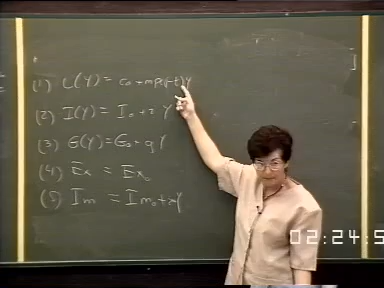 (1) C(Y) = C₀ + mpc(1-t)Y
(2) I(Y) = I₀ + r Y
(3) G(Y) = G₀ - g Y
(4) Ex = Ex₀
(5) Im = Im₀ + Y
02:24:5